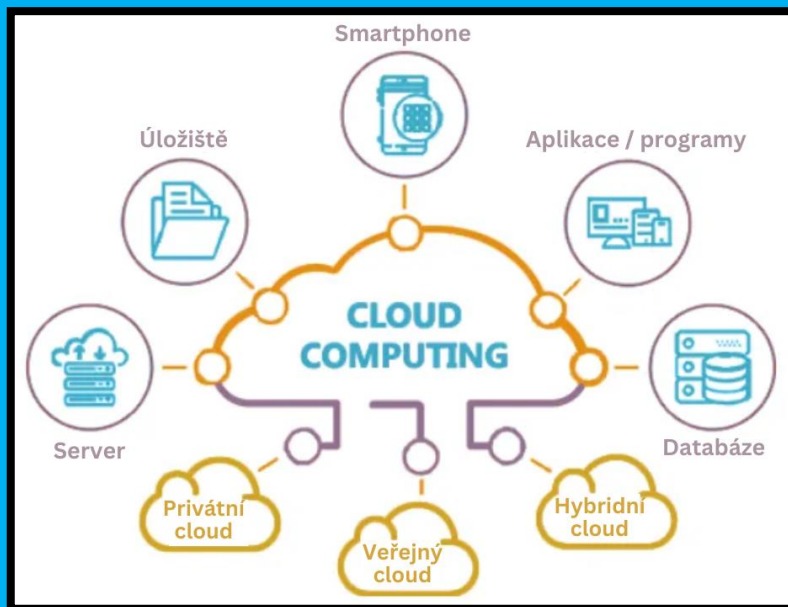 Smartphone
Úložiště
Aplikace / programy
CLOUD
COMPUTING
Server
Databáze
Privátní
cloud
Veřejný
cloud
Hybridní
cloud